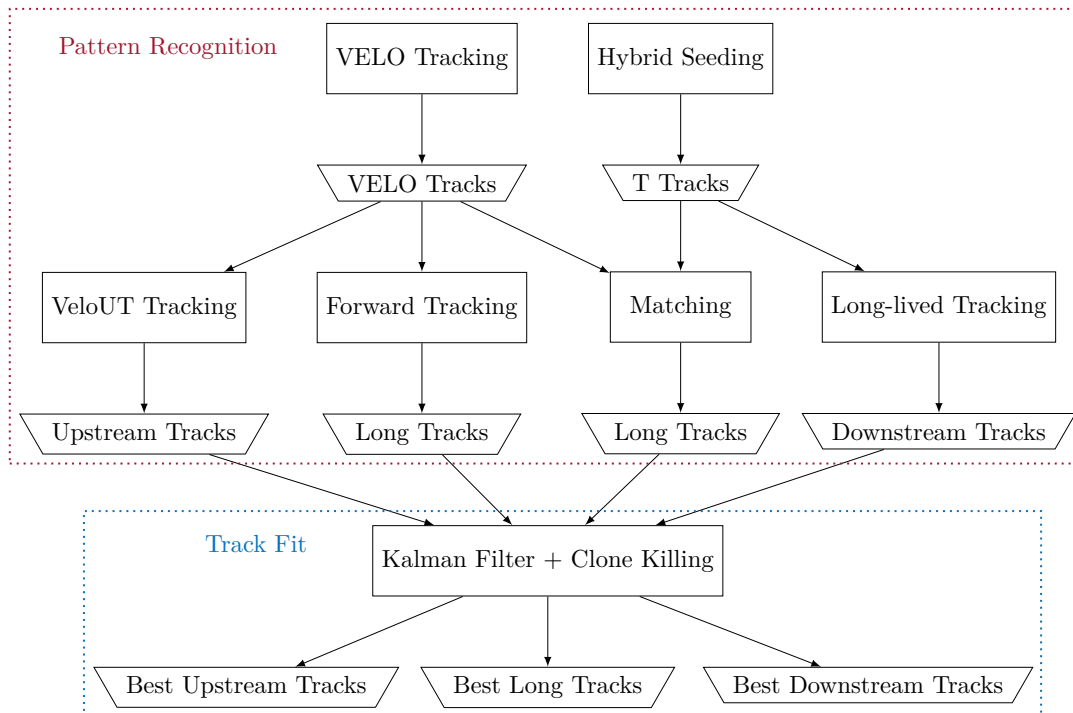 Pattern Recognition
VELO Tracking
Hybrid Seeding
VELO Tracks
T Tracks
VeloUT Tracking
Forward Tracking
Matching
Long-lived Tracking
Upstream Tracks
Long Tracks
Long Tracks
Downstream Tracks
Track Fit
Kalman Filter + Clone Killing
Best Upstream Tracks
Best Long Tracks
Best Downstream Tracks